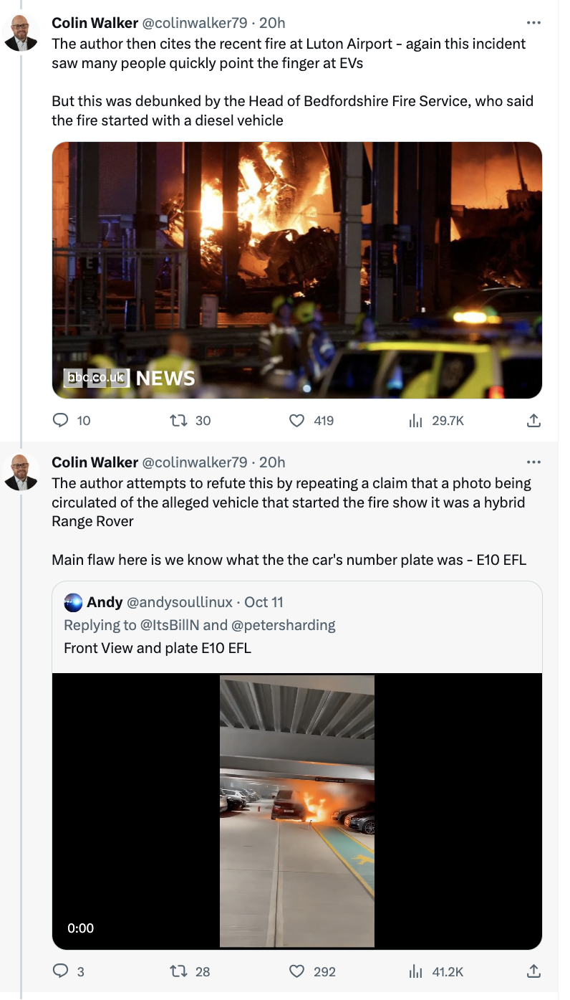 Colin Walker @colinwalker79 · 20h
The author then cites the recent fire at Luton Airport - again this incident
saw many people quickly point the finger at EVs
But this was debunked by the Head of Bedfordshire Fire Service, who said
the fire started with a diesel vehicle
E
bbc.co.uk NEWS
10 30 419 29.7K
Colin Walker @colinwalker79 · 20h
The author attempts to refute this by repeating a claim that a photo being
circulated of the alleged vehicle that started the fire show it was a hybrid
Range Rover
Main flaw here is we know what the the car's number plate was - E10 EFL
Andy @andysoullinux · Oct 11
Replying to @ItsBillN and @petersharding
Front View and plate E10 EFL
0:00
3 28 292 41.2K